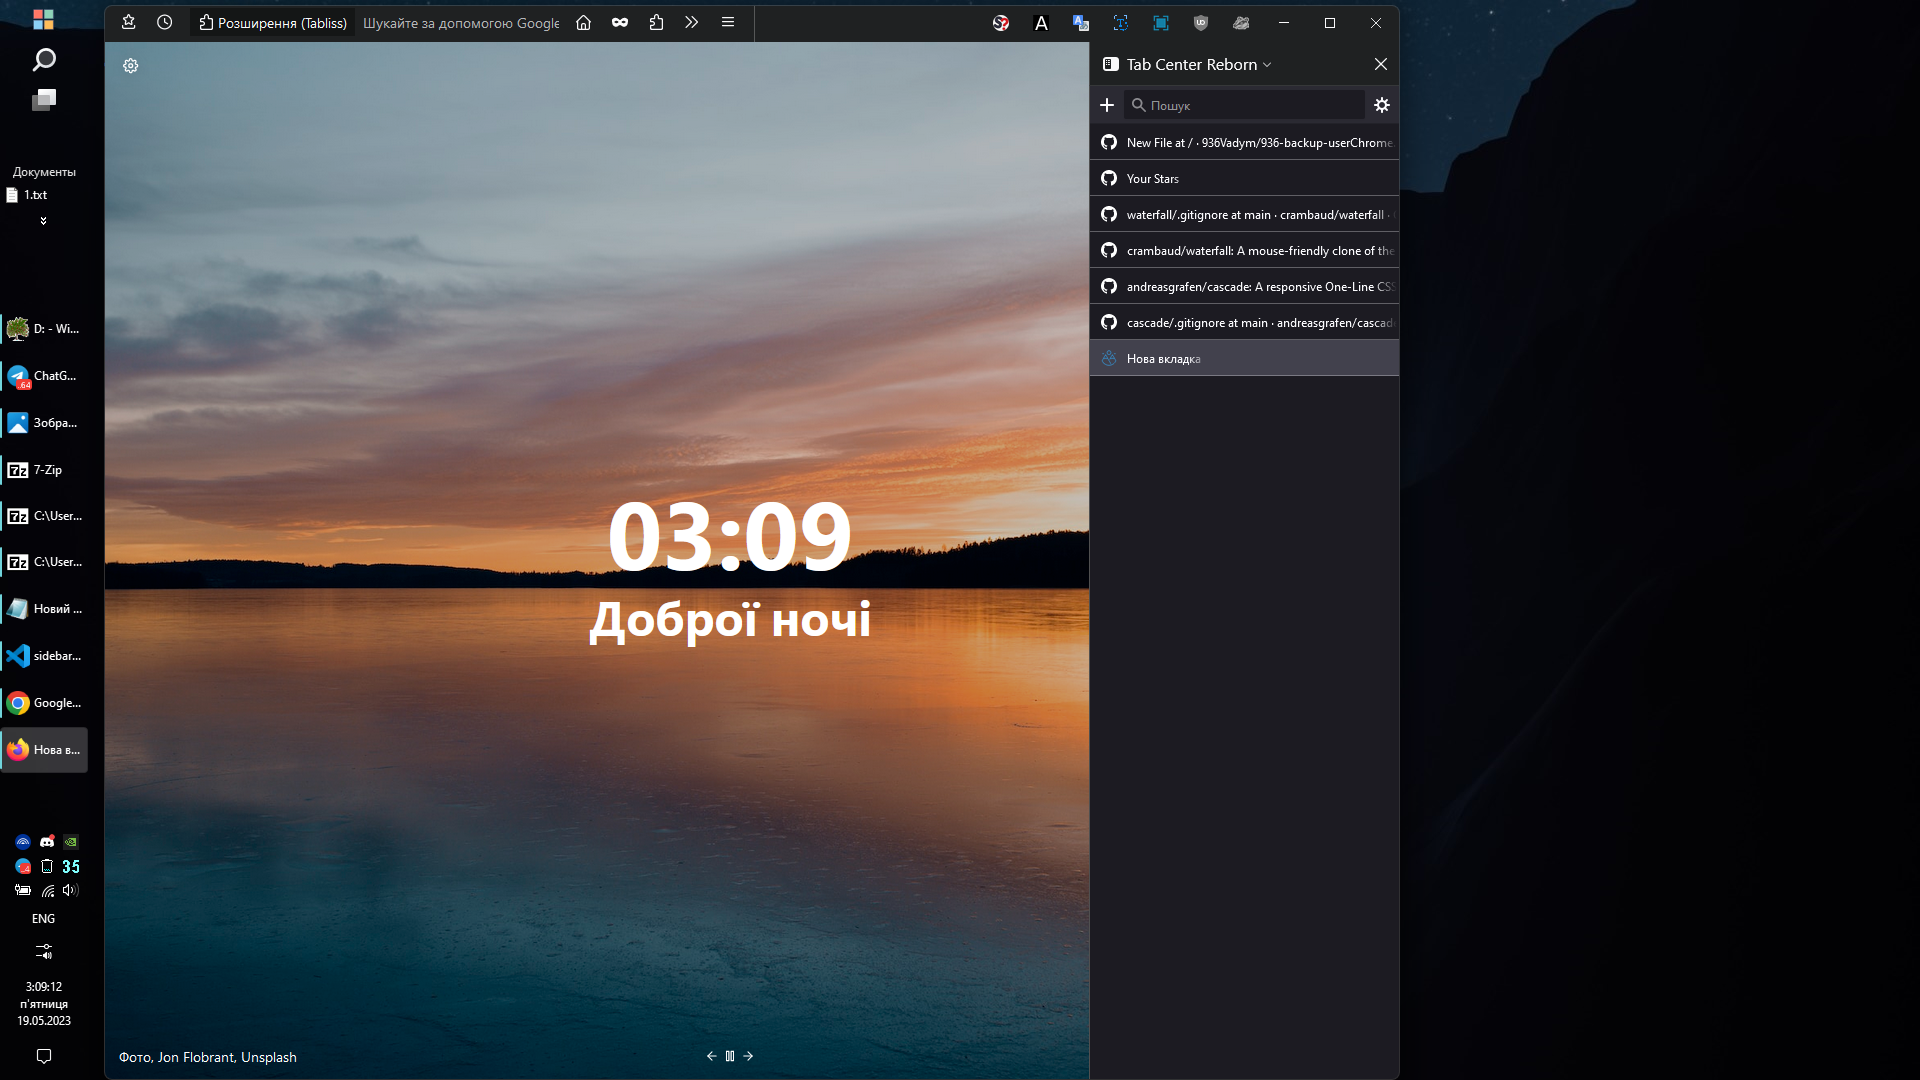 Документы
1.txt
D: - Wi...
ChatG...
.64
Зобра...
7-Zip
C:\User...
C:\User...
Новий ...
sidebar...
Google...
Нова в...
35
ENG
3:09:12
п'ятниця
19.05.2023
Розширення (Tabliss)
Шукайте за допомогою Google
03:09
Доброї ночі
Фото, Jon Flobrant, Unsplash
Tab Center Reborn
Пошук
New File at / · 936Vadym/936-backup-userChrome.
Your Stars
waterfall/.gitignore at main · crambaud/waterfall ·
crambaud/waterfall: A mouse-friendly clone of the
andreasgrafen/cascade: A responsive One-Line CSS
cascade/.gitignore at main · andreasgrafen/cascade
Нова вкладка